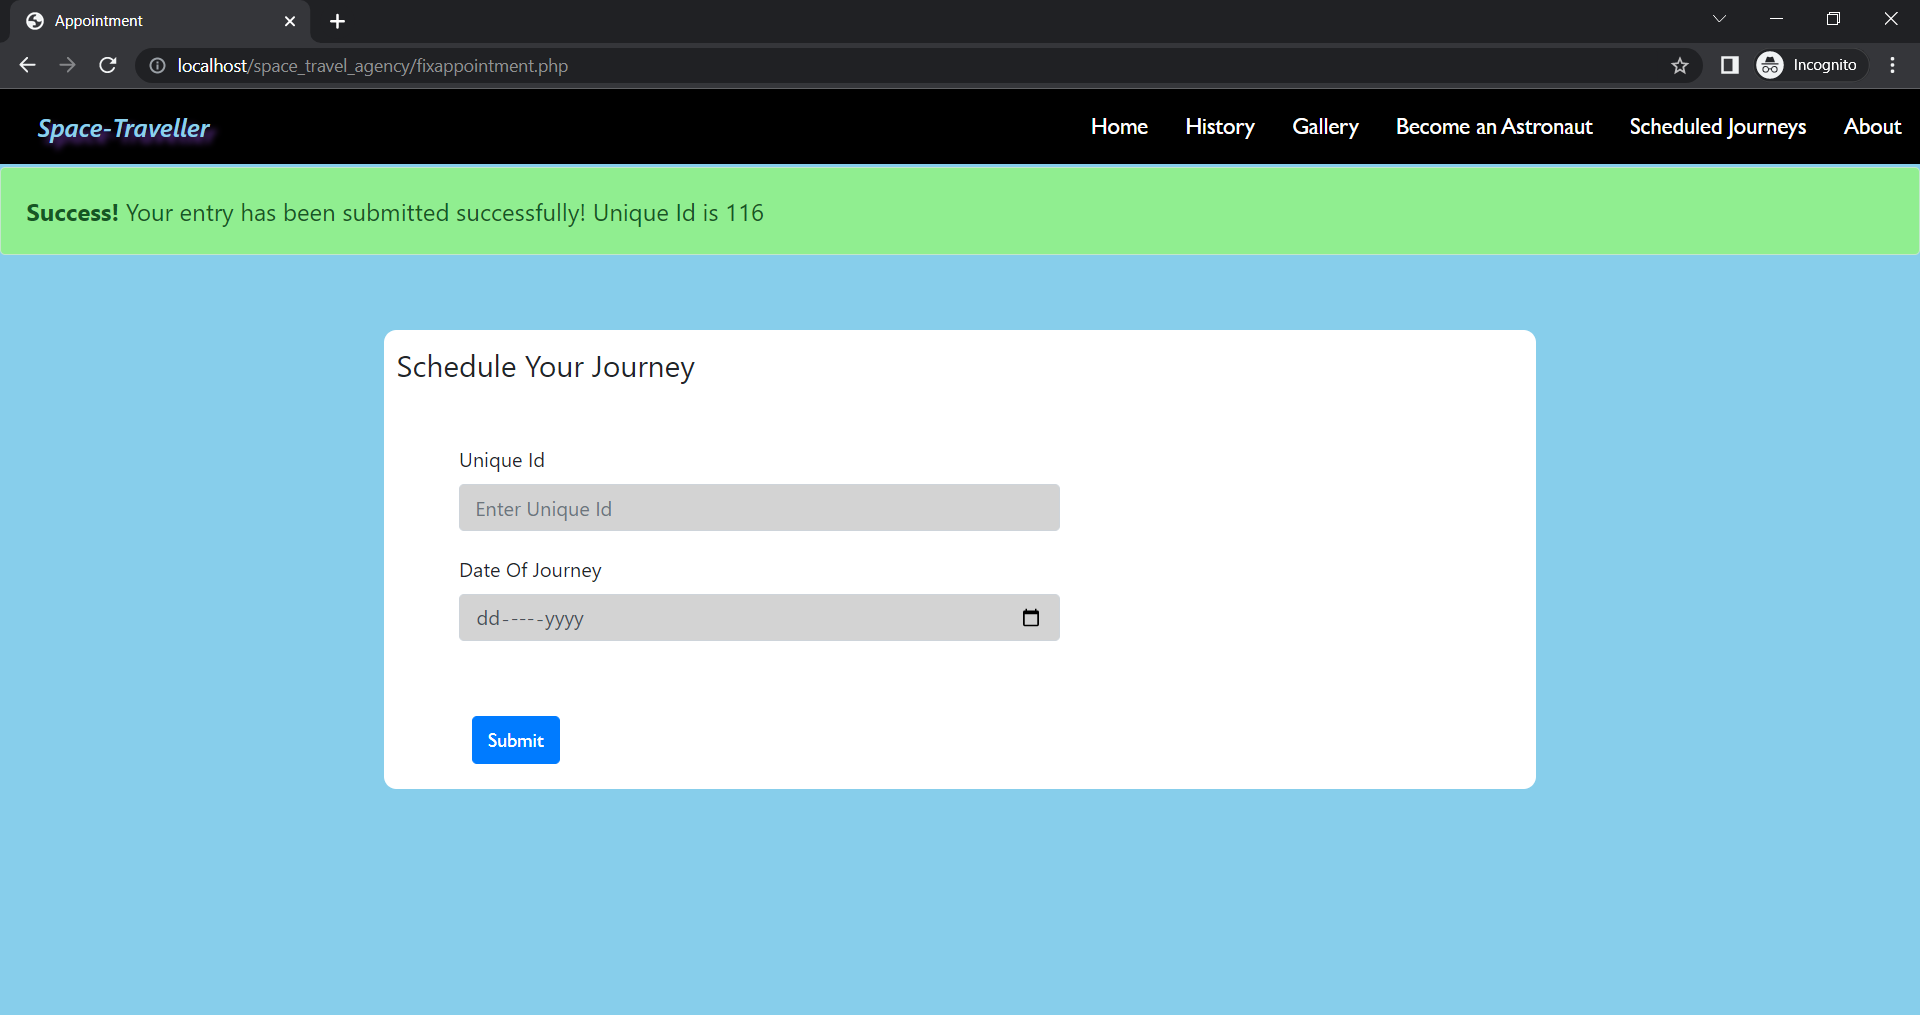 Appointment
localhost/space_travel_agency/fixappointment.php
Incognito
Space-Traveller
Home History Gallery Become an Astronaut Scheduled Journeys About
Success! Your entry has been submitted successfully! Unique Id is 116
Schedule Your Journey
Unique Id
Enter Unique Id
Date Of Journey
dd-----yyyy
Submit